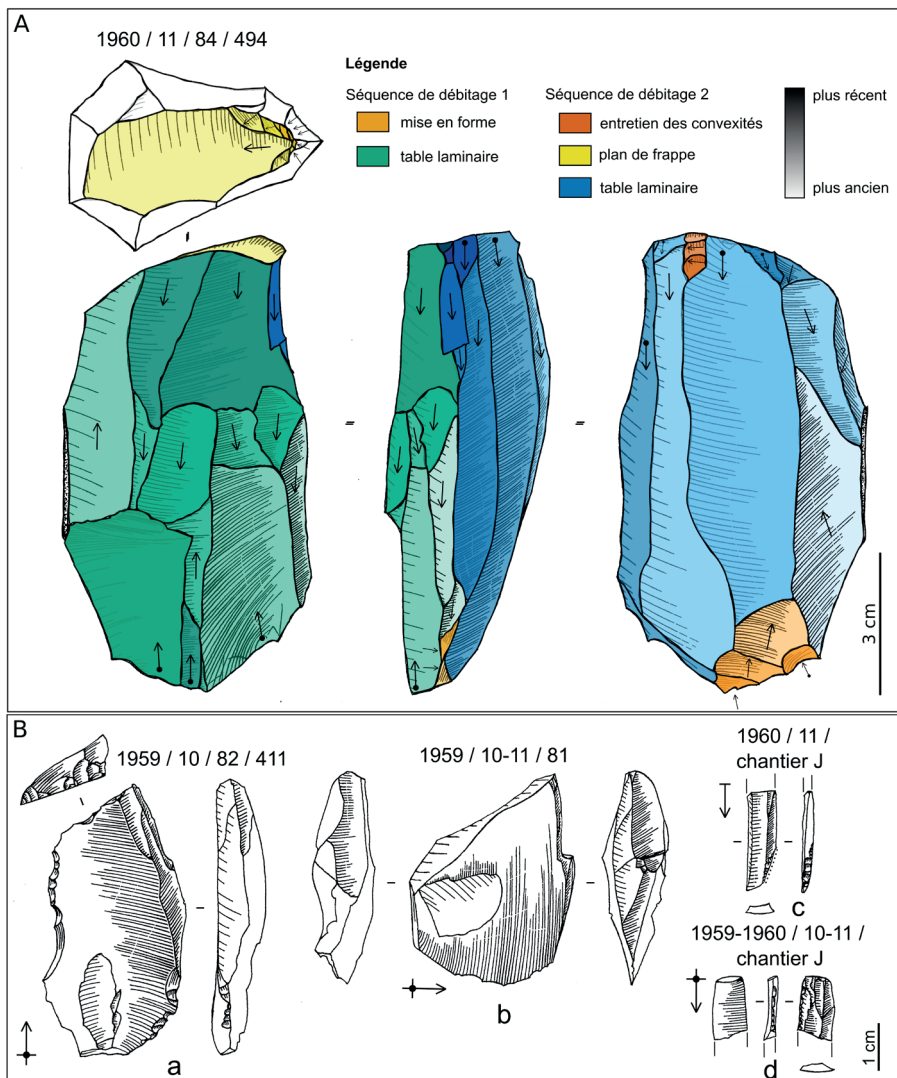 A
1960 / 11 / 84 / 494
Légende
Séquence de débitage 1
mise en forme
table laminaire
Séquence de débitage 2
entretien des convexités
plan de frappe
table laminaire
plus récent
plus ancien
3 cm
B
1959 / 10 / 82 / 411
a
1959 / 10-11 / 81
b
1960 / 11 /
chantier J
c
1959-1960 / 10-11 /
chantier J
d
1 cm